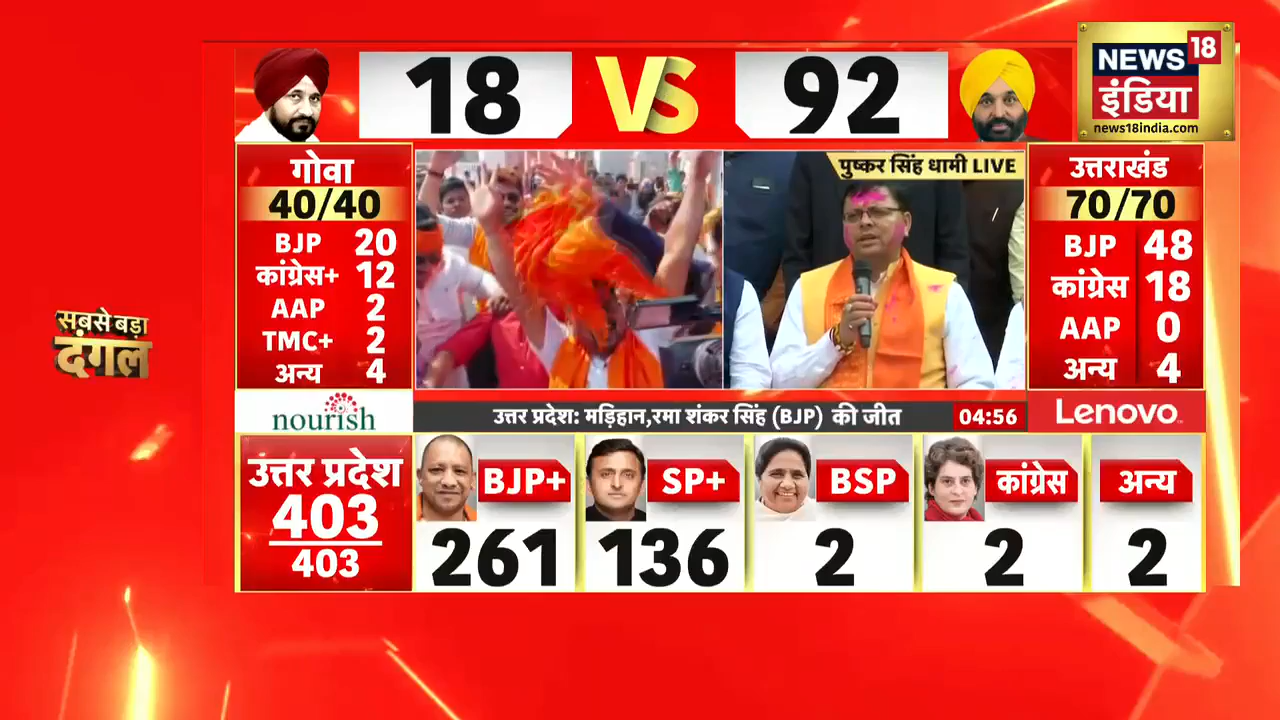 18 VS 92
NEWS 18
इंडिया
news18india.com
गोवा
40/40
BJP 20
कांग्रेस+ 12
AAP 2
TMC+ 2
अन्य 4
पुष्कर सिंह धामी LIVE
उत्तराखंड
70/70
BJP 48
कांग्रेस 18
AAP 0
अन्य 4
सबसे बड़ा
दंगल
nourish
उत्तर प्रदेश: मड़िहान,रमा शंकर सिंह (BJP) की जीत
04:56
Lenovo
उत्तर प्रदेश
403
403
BJP+
261
SP+
136
BSP
2
कांग्रेस
2
अन्य
2